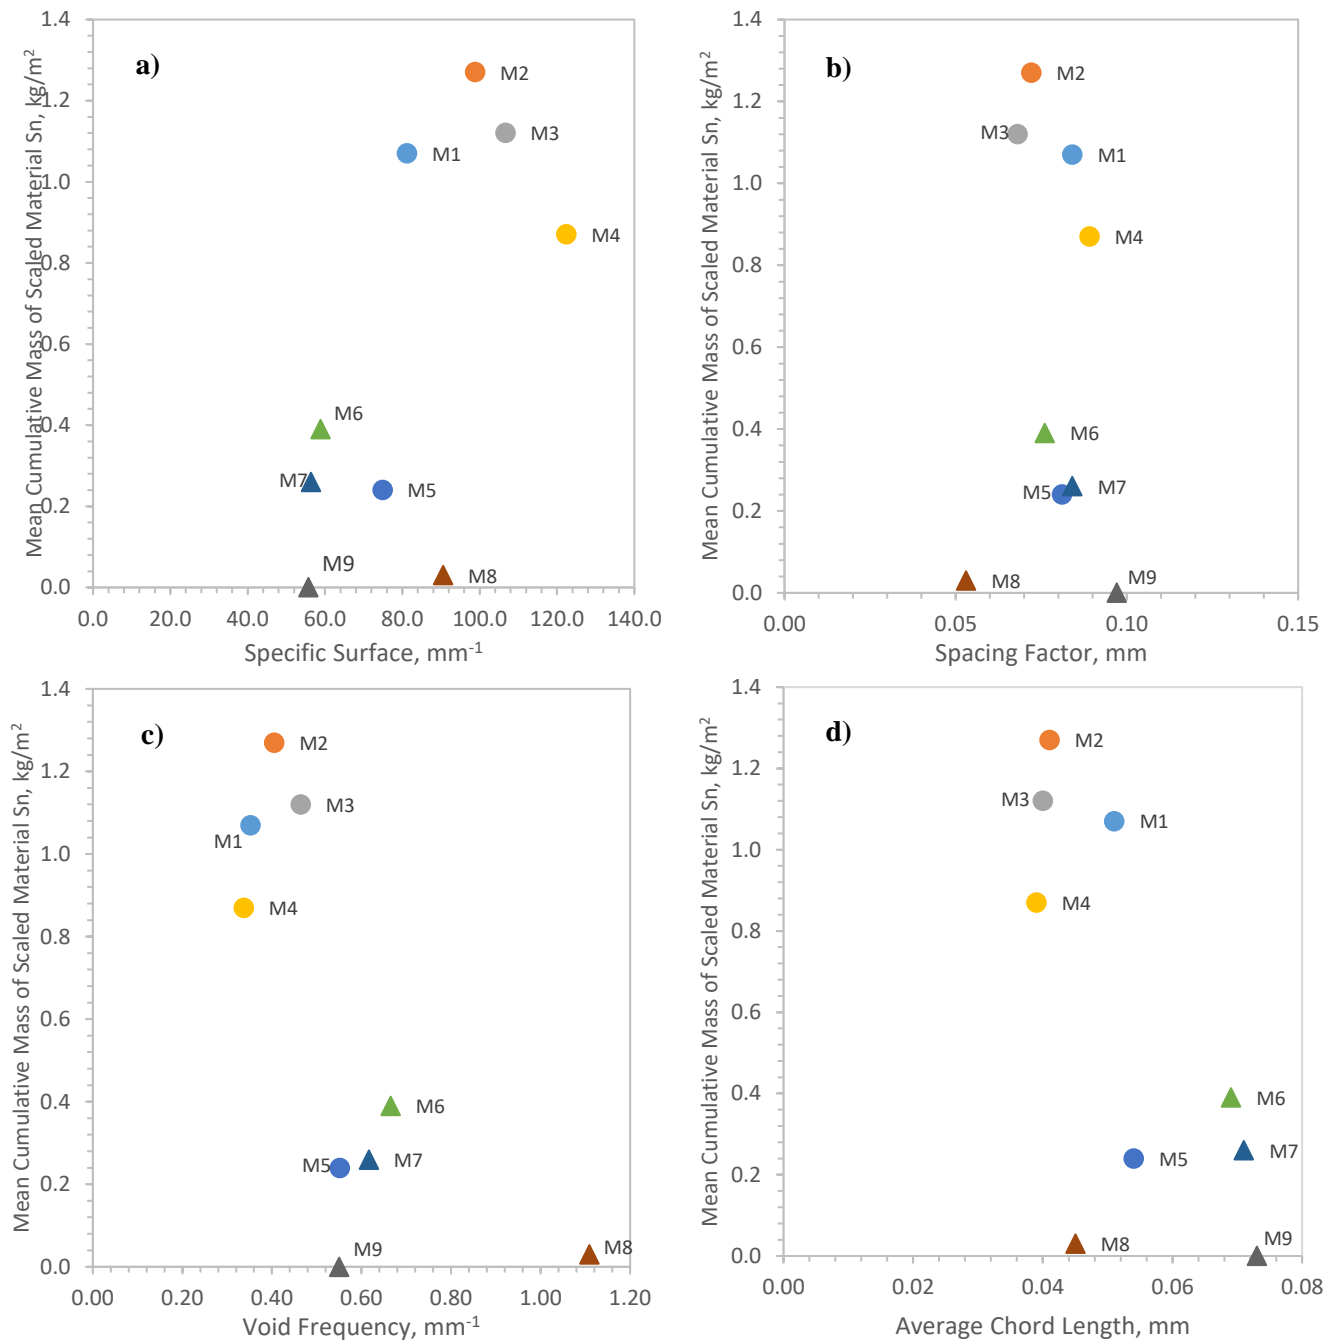 a)
Mean Cumulative Mass of Scaled Material Sn, kg/m²
1.4
1.2
1.0
0.8
0.6
0.4
0.2
0.0
M2
M3
M1
M4
M6
M7
M5
M9
M8
0.0 20.0 40.0 60.0 80.0 100.0 120.0 140.0
Specific Surface, mm⁻¹
b)
Mean Cumulative Mass of Scaled Material Sn, kg/m²
1.4
1.2
1.0
0.8
0.6
0.4
0.2
0.0
M2
M3
M1
M4
M6
M5
M7
M8
M9
0.00 0.05 0.10 0.15
Spacing Factor, mm
c)
Mean Cumulative Mass of Scaled Material Sn, kg/m²
1.4
1.2
1.0
0.8
0.6
0.4
0.2
0.0
M2
M3
M1
M4
M6
M5
M7
M9
M8
0.00 0.20 0.40 0.60 0.80 1.00 1.20
Void Frequency, mm⁻¹
d)
Mean Cumulative Mass of Scaled Material Sn, kg/m²
1.4
1.2
1.0
0.8
0.6
0.4
0.2
0.0
M2
M3
M1
M4
M6
M5
M7
M8
M9
0.00 0.02 0.04 0.06 0.08
Average Chord Length, mm